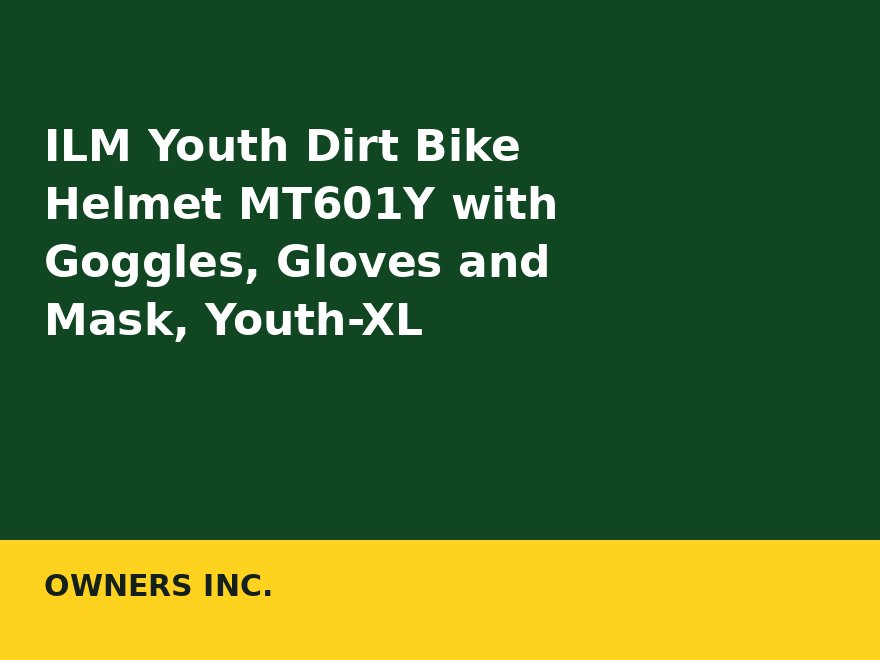 ILM Youth Dirt Bike
Helmet MT601Y with
Goggles, Gloves and
Mask, Youth-XL
OWNERS INC.